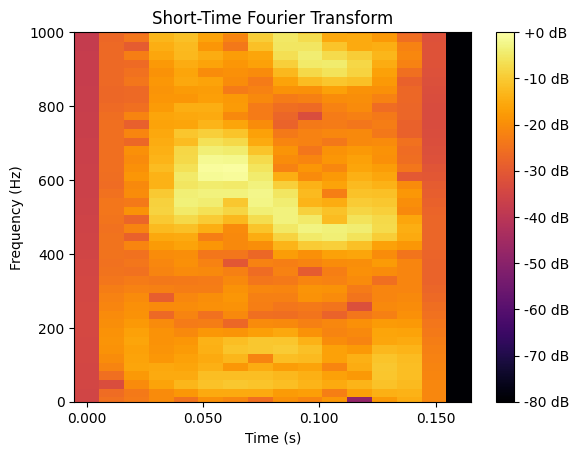 Short-Time Fourier Transform
1000
800
600
400
200
0
Frequency (Hz)
0.000
0.050
0.100
0.150
Time (s)
+0 dB
-10 dB
-20 dB
-30 dB
-40 dB
-50 dB
-60 dB
-70 dB
-80 dB